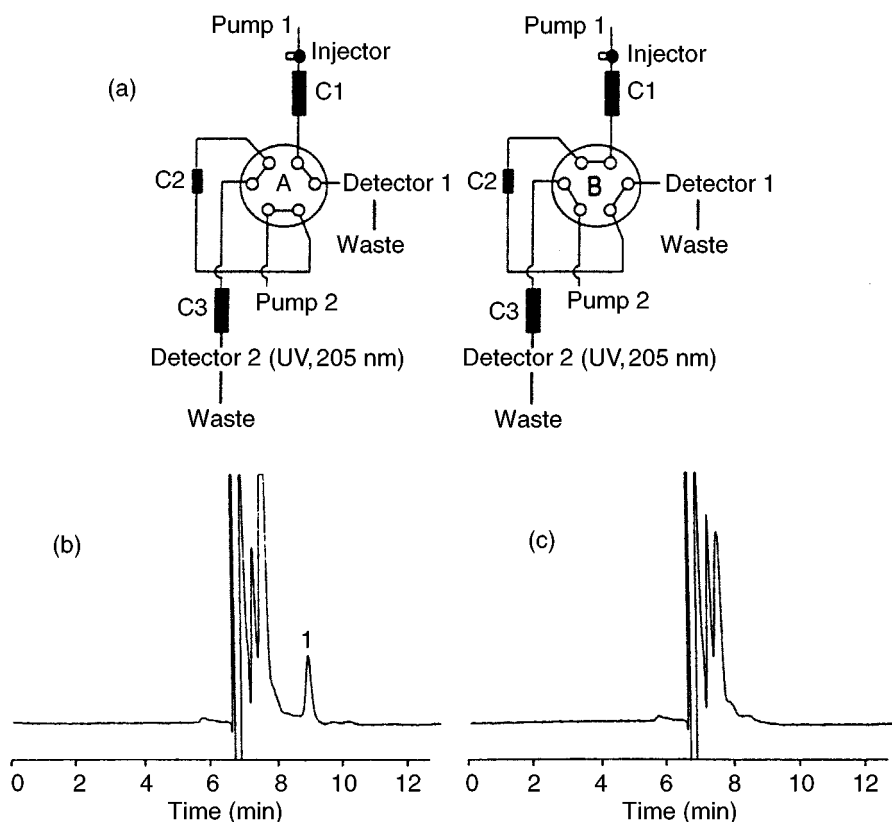 (a)
Pump 1
Injector
C1
C2
A
Detector 1
Waste
Pump 2
C3
Detector 2 (UV, 205 nm)
Waste
Pump 1
Injector
C1
C2
B
Detector 1
Waste
Pump 2
C3
Detector 2 (UV, 205 nm)
Waste
(b)
1
0 2 4 6 8 10 12
Time (min)
(c)
0 2 4 6 8 10 12
Time (min)